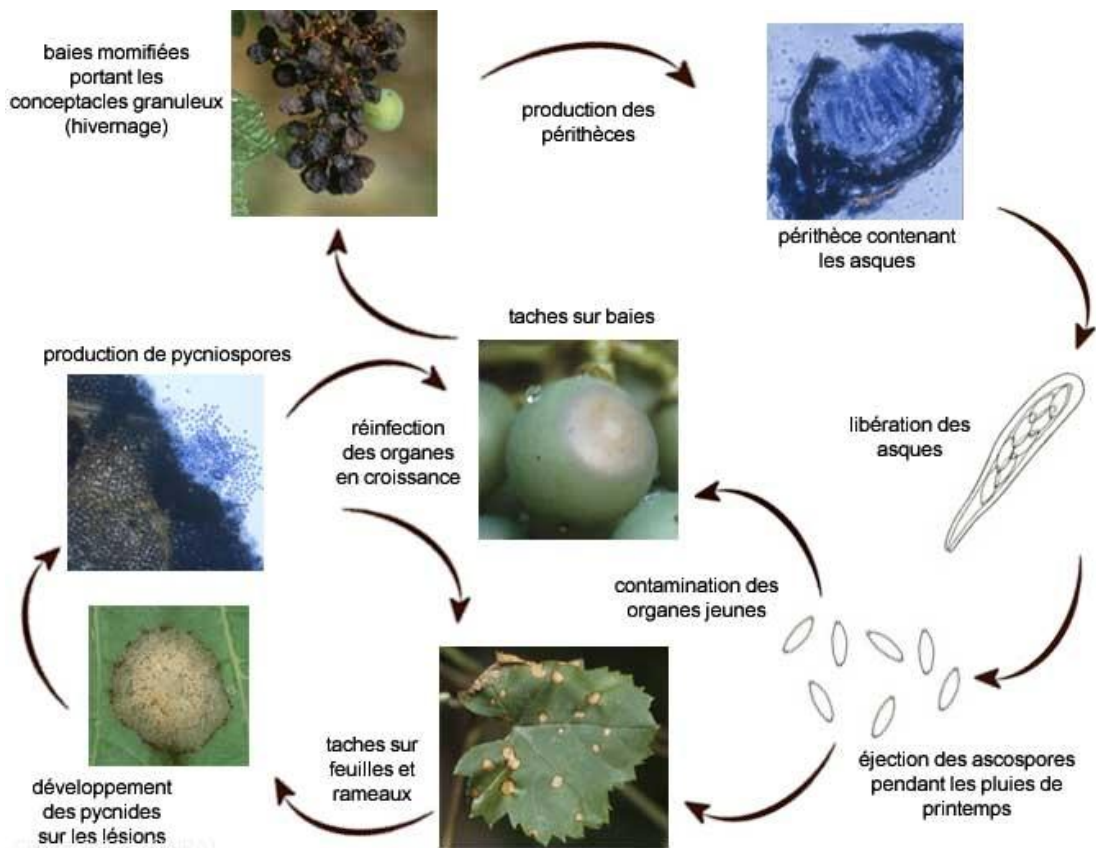 baies momifiées
portant les
conceptacles granuleux
(hivernage)
production des
périthèces
périthèce contenant
les asques
taches sur baies
production de pycniospores
réinfection
des organes
en croissance
libération des
asques
contamination des
organes jeunes
taches sur
feuilles et
rameaux
éjection des ascospores
pendant les pluies de
printemps
développement
des pycnides
sur les lésions